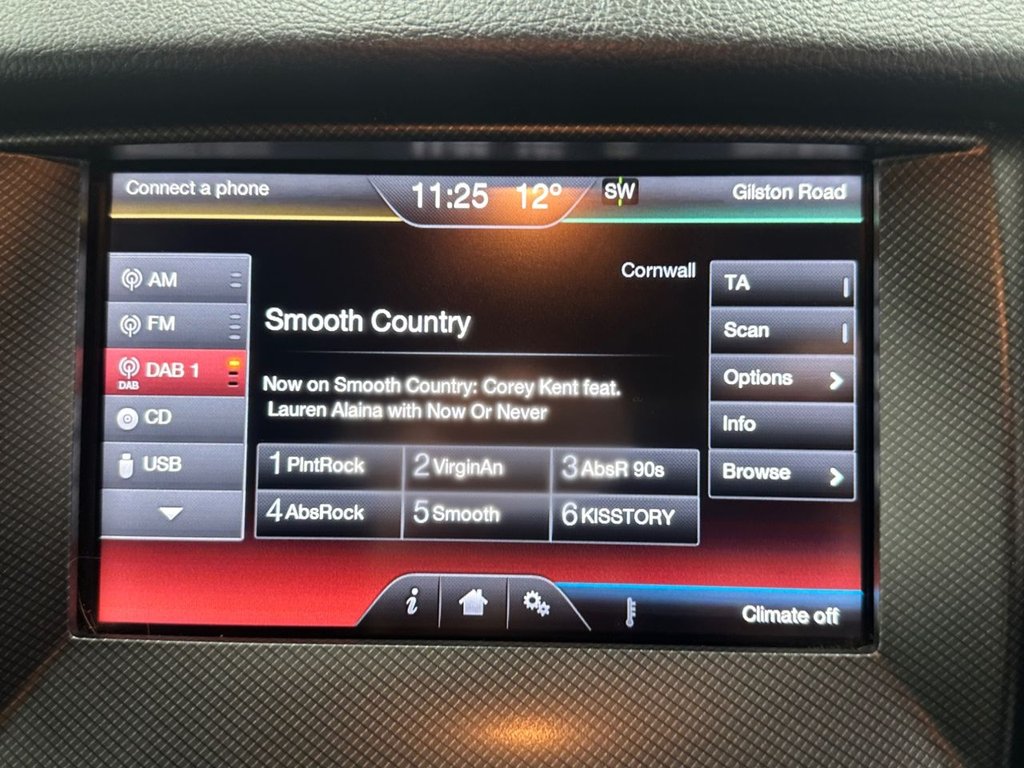 Connect a phone
11:25 12° SW
Gilston Road
AM
FM
DAB DAB 1
CD
USB
Cornwall
Smooth Country
Now on Smooth Country: Corey Kent feat.
Lauren Alaina with Now Or Never
1 PlntRock
2 VirginAn
3 AbsR 90s
4 AbsRock
5 Smooth
6 KISSTORY
TA
Scan
Options
Info
Browse
i
Climate off